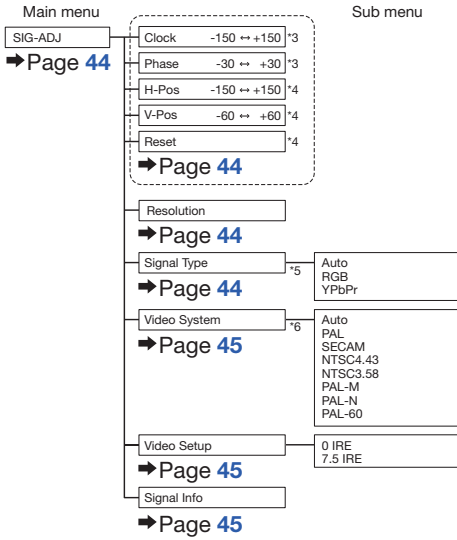 Main menu
Sub menu
SIG-ADJ
➡Page 44
Clock -150 ↔ +150 *3
Phase -30 ↔ +30 *3
H-Pos -150 ↔ +150 *4
V-Pos -60 ↔ +60 *4
Reset *4
➡Page 44
Resolution
➡Page 44
Signal Type *5
Auto
RGB
YPbPr
➡Page 44
Video System *6
Auto
PAL
SECAM
NTSC4.43
NTSC3.58
PAL-M
PAL-N
PAL-60
➡Page 45
Video Setup
0 IRE
7.5 IRE
➡Page 45
Signal Info
➡Page 45